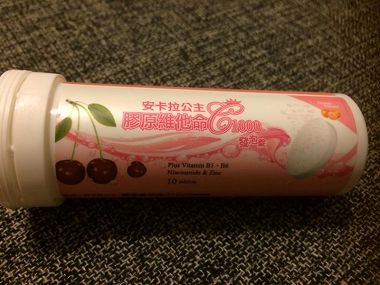 安卡拉公主
膠原維他命C1000
發泡錠
Plus Vitamin B1、B6
Niacinamide & Zinc
10 tablets